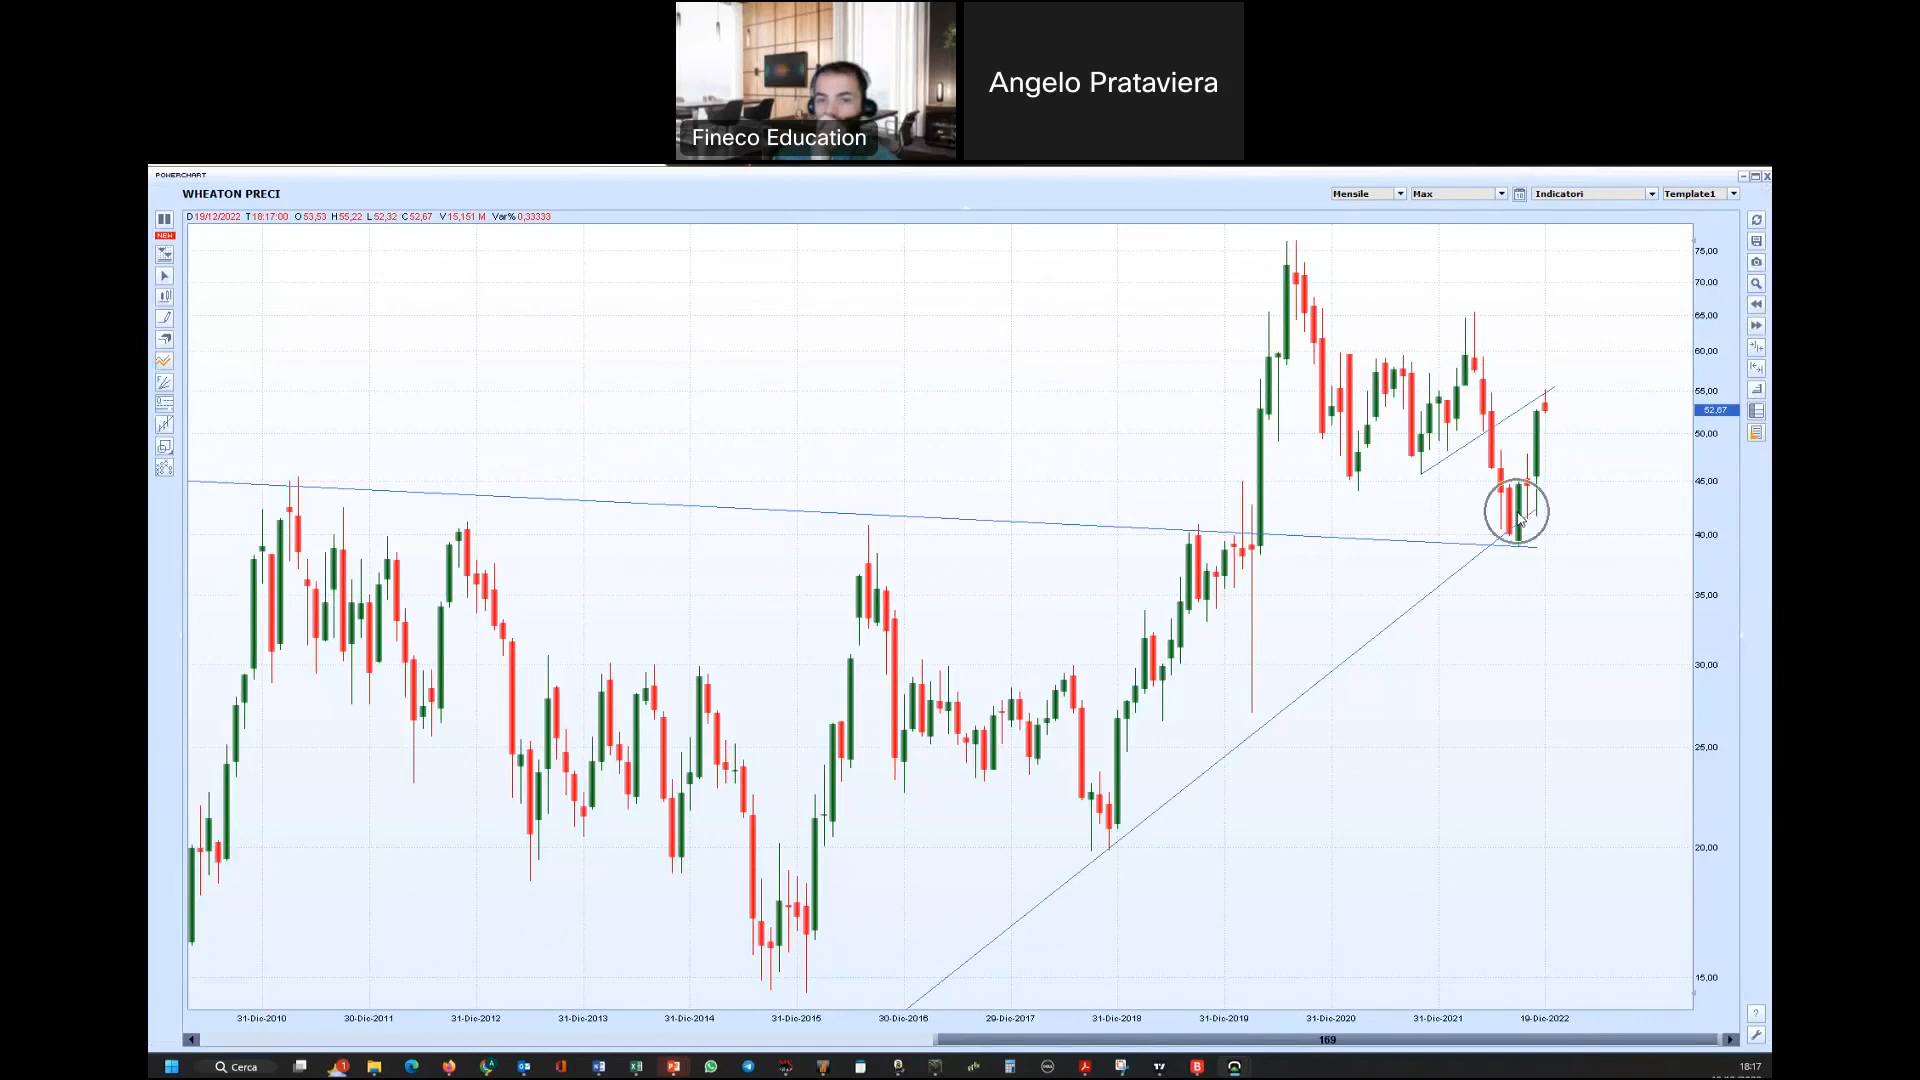 Fineco Education
Angelo Prataviera
POWERCHART
WHEATON PRECI
Mensile
Max
Indicatori
Template1
D 19/12/2022 T 18:17:00 O 53,53 H 55,22 L 52,32 C 52,67 V 15,151 M Var% 0,33333
NEW
75,00
70,00
65,00
60,00
55,00
52,67
50,00
45,00
40,00
35,00
30,00
25,00
20,00
15,00
31-Dic-2010 30-Dic-2011 31-Dic-2012 31-Dic-2013 31-Dic-2014 31-Dic-2015 30-Dic-2016 29-Dic-2017 31-Dic-2018 31-Dic-2019 31-Dic-2020 31-Dic-2021 19-Dic-2022
169
Cerca
18:17